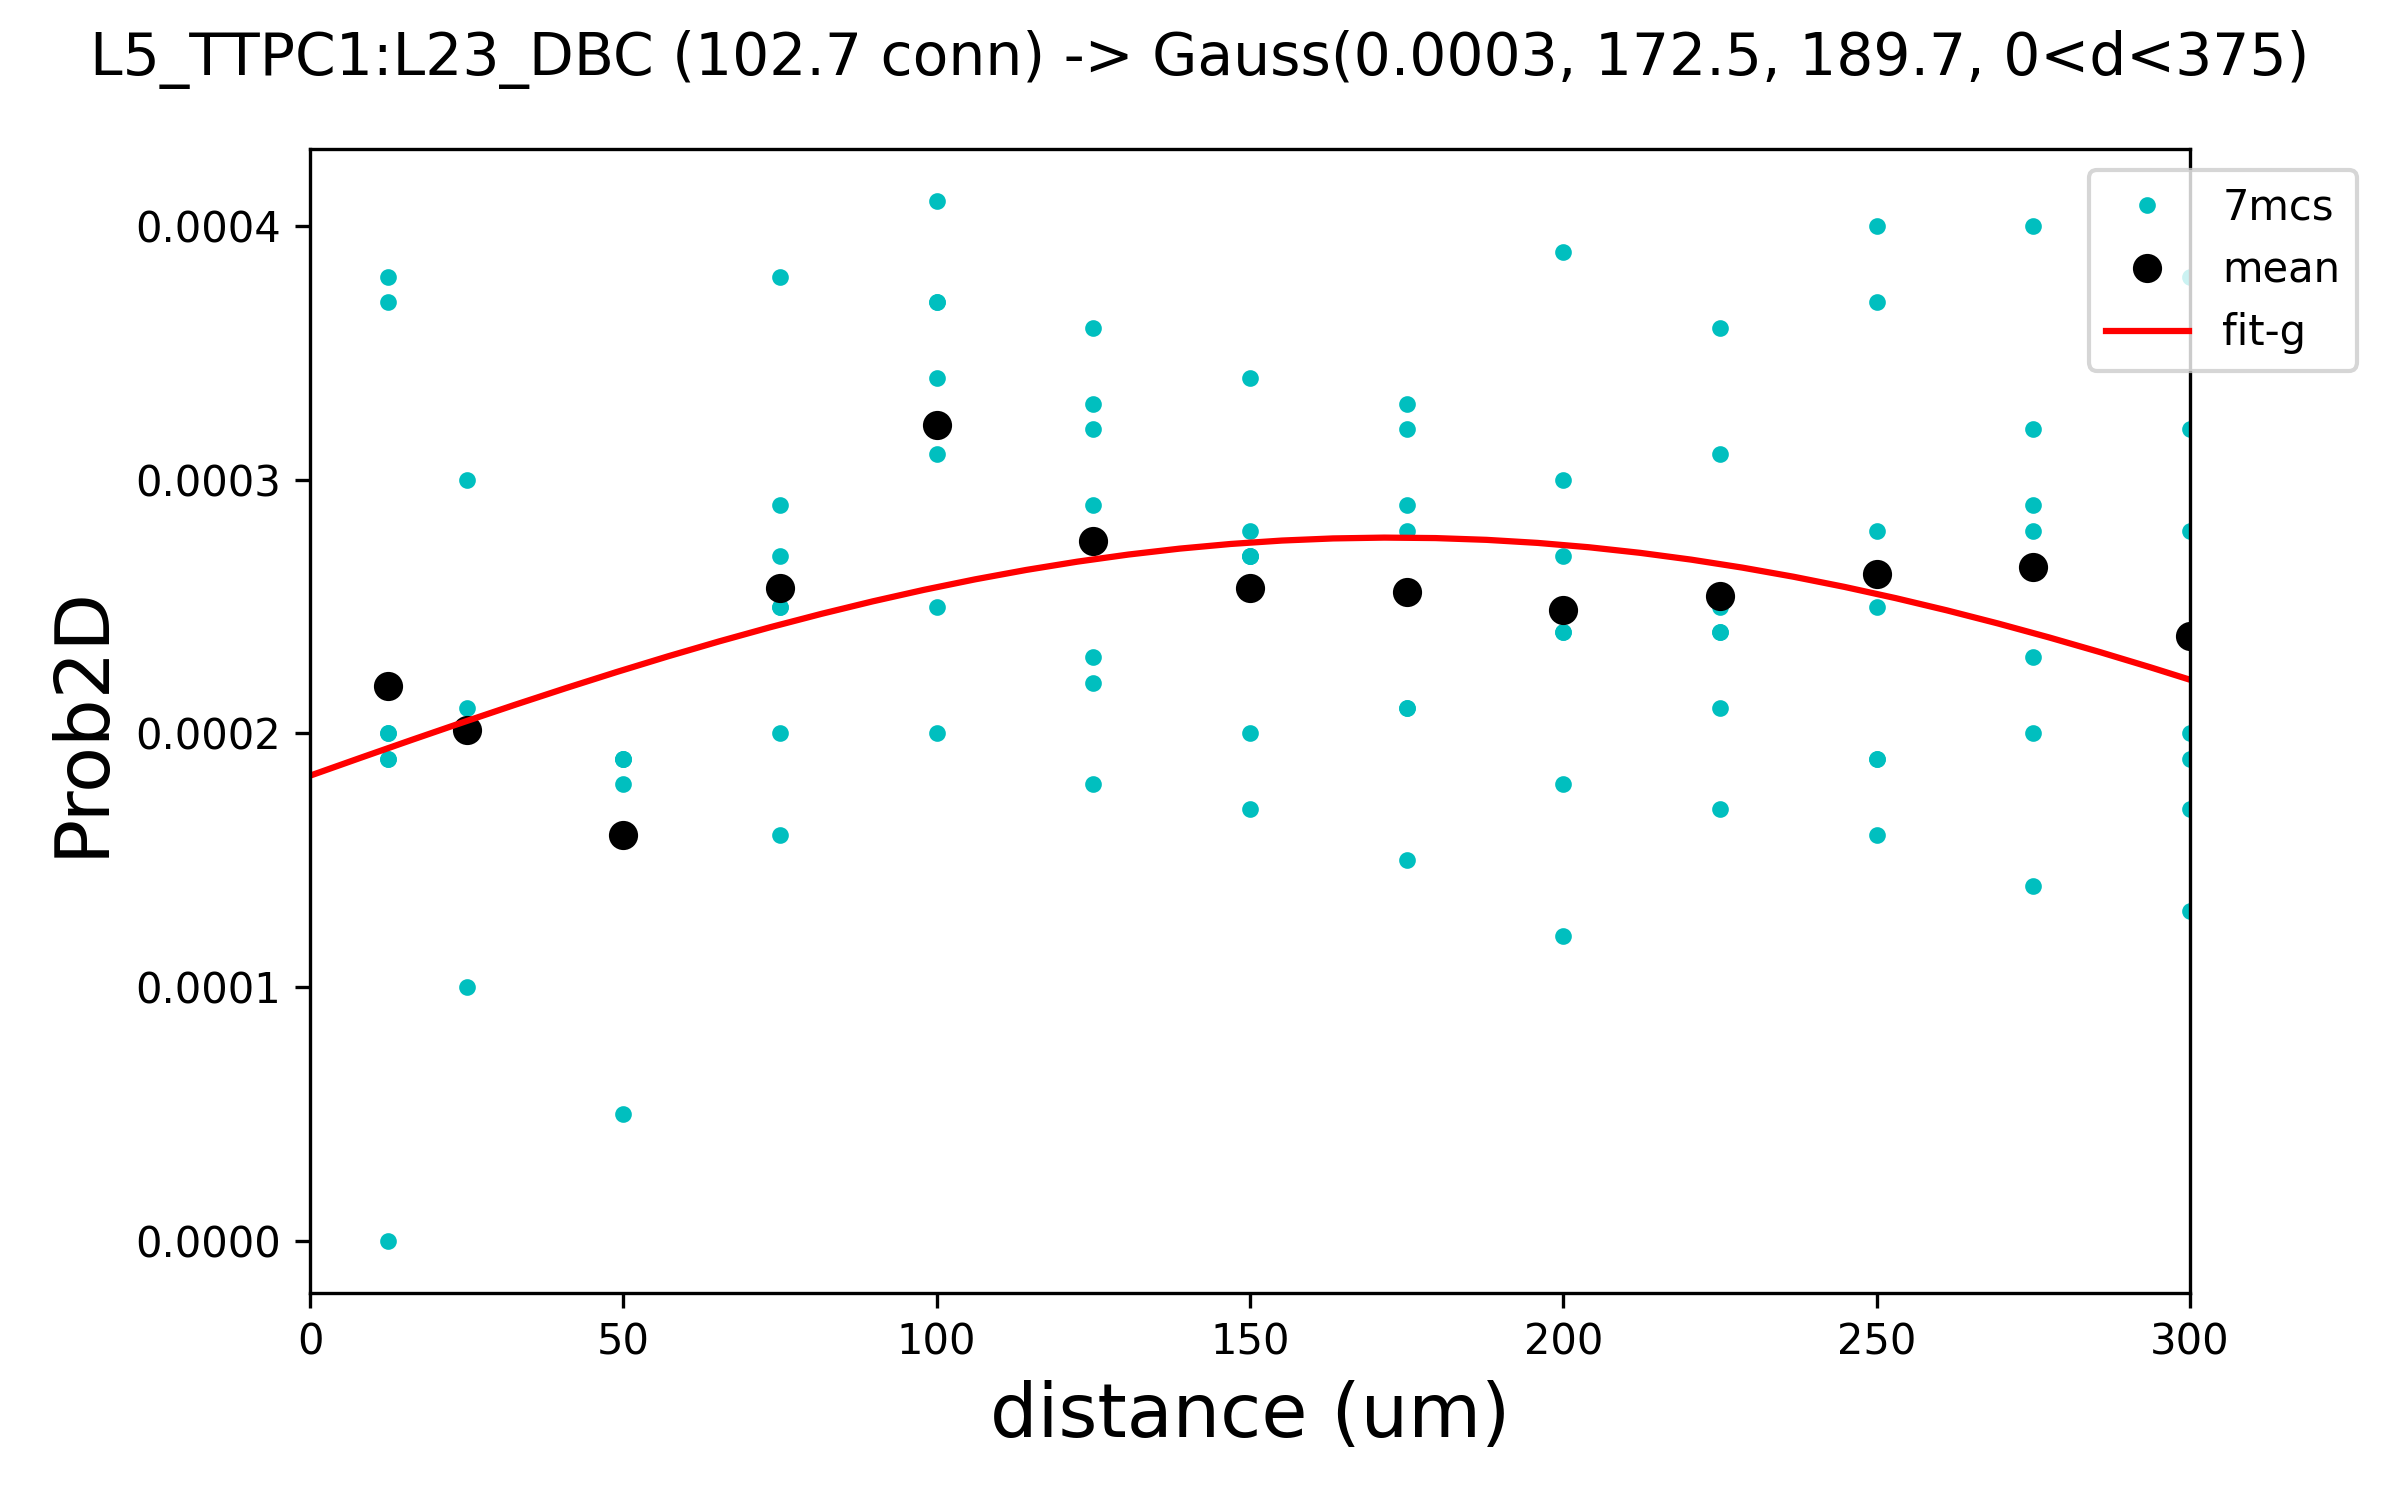 L5_TTPC1:L23_DBC (102.7 conn) -> Gauss(0.0003, 172.5, 189.7, 0<d<375)
7mcs
mean
fit-g
Prob2D
0.0004
0.0003
0.0002
0.0001
0.0000
0 50 100 150 200 250 300
distance (um)